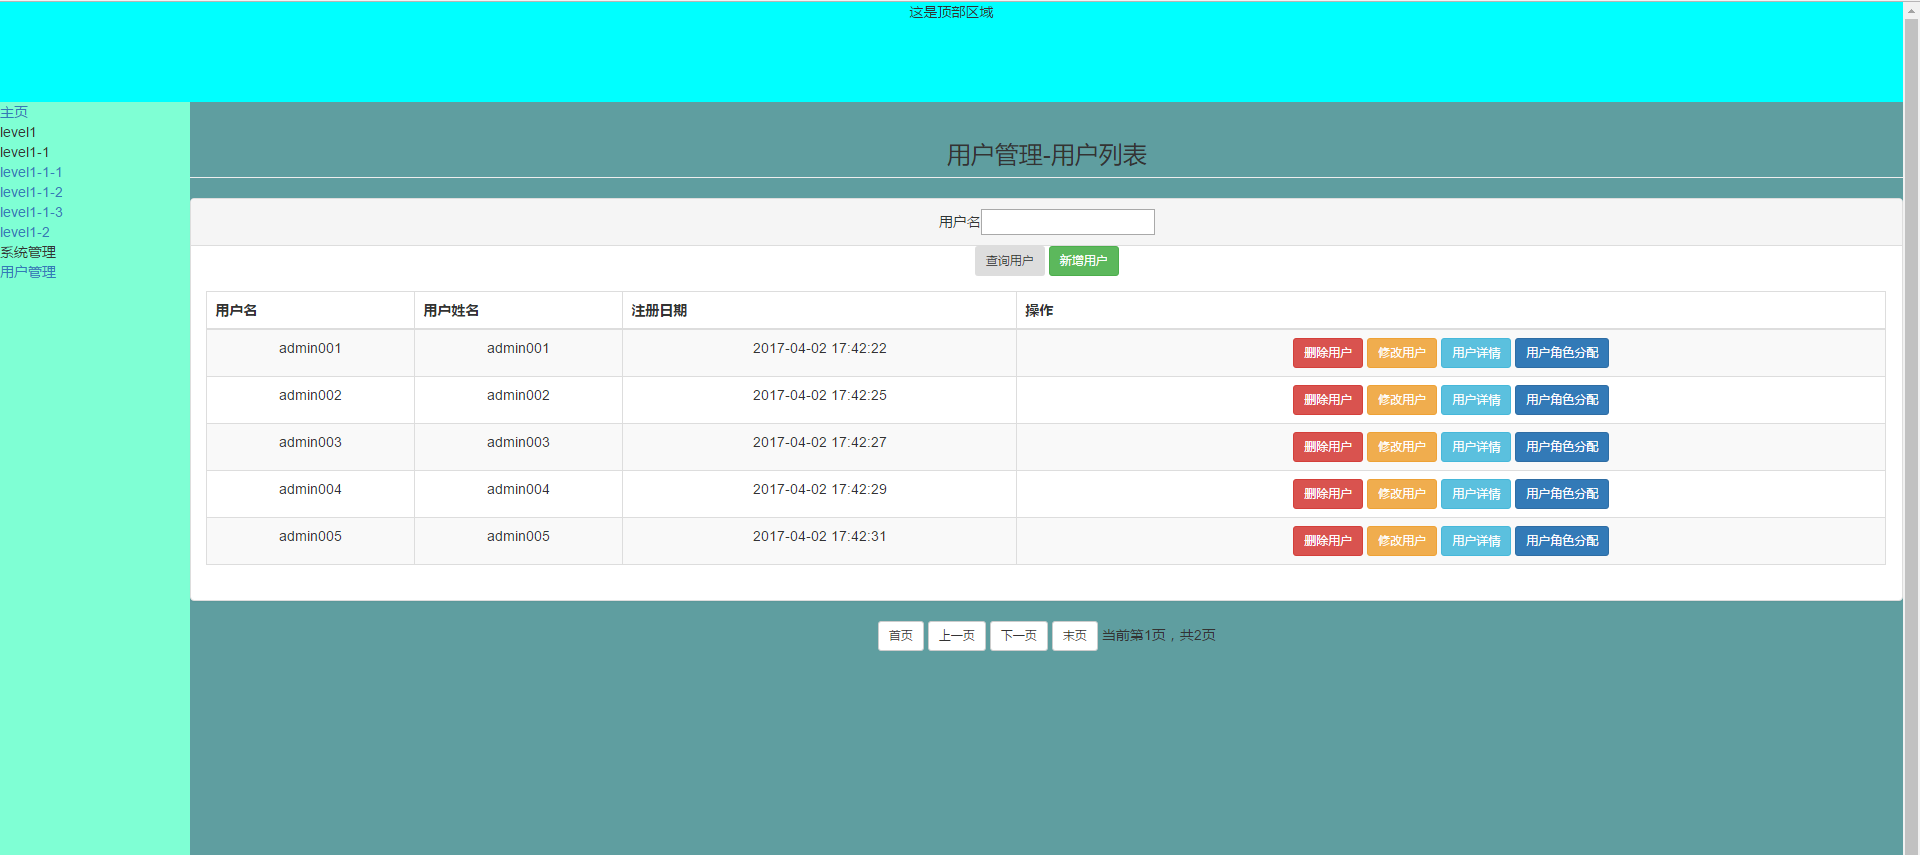 这是顶部区域
主页
level1
level1-1
level1-1-1
level1-1-2
level1-1-3
level1-2
系统管理
用户管理
用户管理-用户列表
用户名
查询用户 新增用户
用户名 用户姓名 注册日期 操作
admin001 admin001 2017-04-02 17:42:22 删除用户 修改用户 用户详情 用户角色分配
admin002 admin002 2017-04-02 17:42:25 删除用户 修改用户 用户详情 用户角色分配
admin003 admin003 2017-04-02 17:42:27 删除用户 修改用户 用户详情 用户角色分配
admin004 admin004 2017-04-02 17:42:29 删除用户 修改用户 用户详情 用户角色分配
admin005 admin005 2017-04-02 17:42:31 删除用户 修改用户 用户详情 用户角色分配
首页 上一页 下一页 末页 当前第1页，共2页